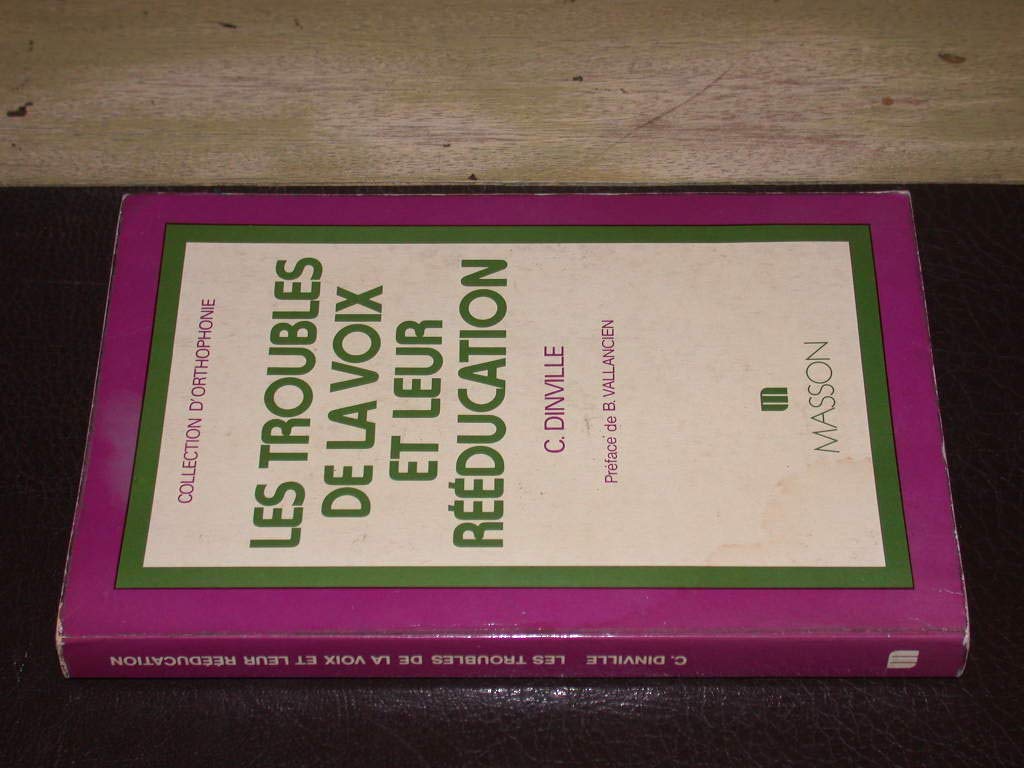 COLLECTION D'ORTHOPHONIE
LES TROUBLES
DE LA VOIX
ET LEUR
RÉÉDUCATION
C. DINVILLE
Préface de B. VALLANCIEN
MASSON
C. DINVILLE LES TROUBLES DE LA VOIX ET LEUR RÉÉDUCATION